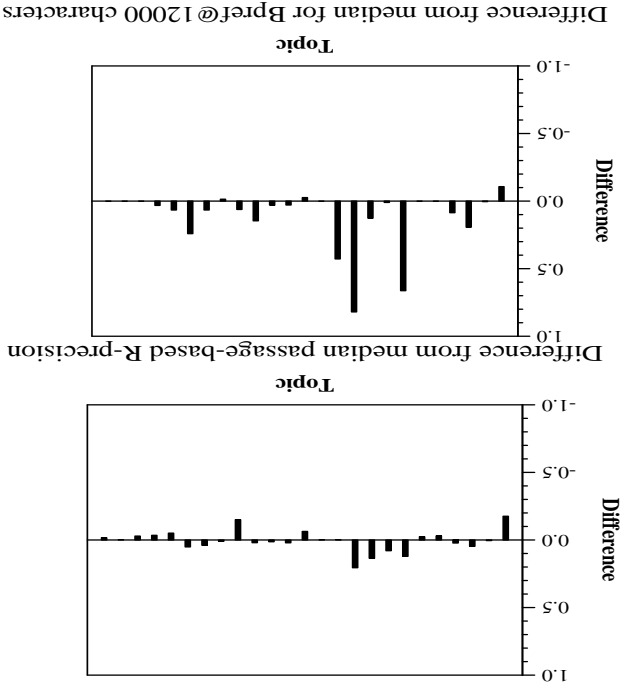 1.0
0.5
0.0
-0.5
-1.0
Difference
Topic
Difference from median passage-based R-precision
1.0
0.5
0.0
-0.5
-1.0
Difference
Topic
Difference from median for Bpref@12000 characters